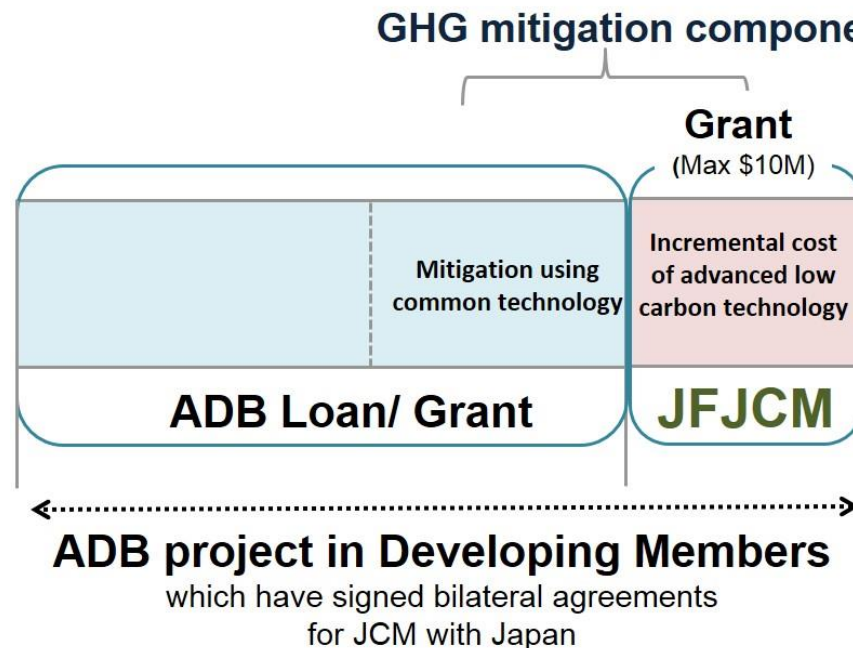 GHG mitigation compone
Grant
(Max $10M)
Mitigation using
common technology
Incremental cost
of advanced low
carbon technology
ADB Loan/ Grant
JFJCM
ADB project in Developing Members
which have signed bilateral agreements
for JCM with Japan